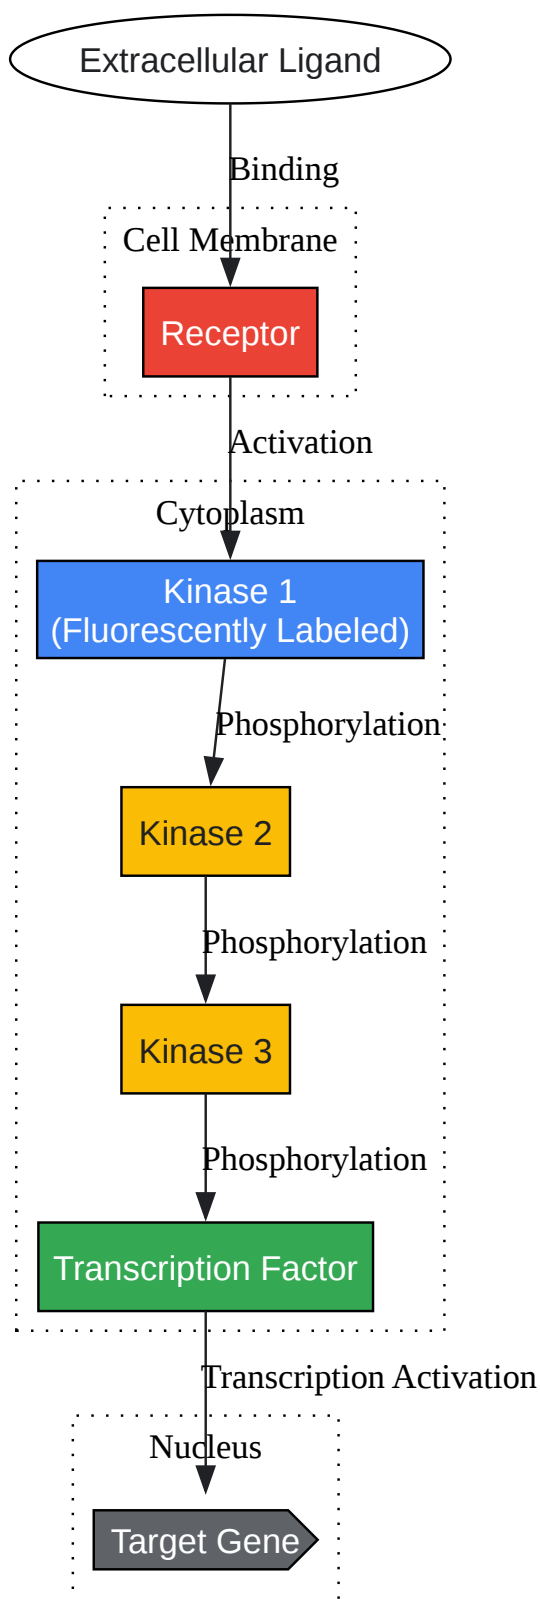 Extracellular Ligand
Binding
Cell Membrane
Receptor
Activation
Cytoplasm
Kinase 1
(Fluorescently Labeled)
Phosphorylation
Kinase 2
Phosphorylation
Kinase 3
Phosphorylation
Transcription Factor
Transcription Activation
Nucleus
Target Gene